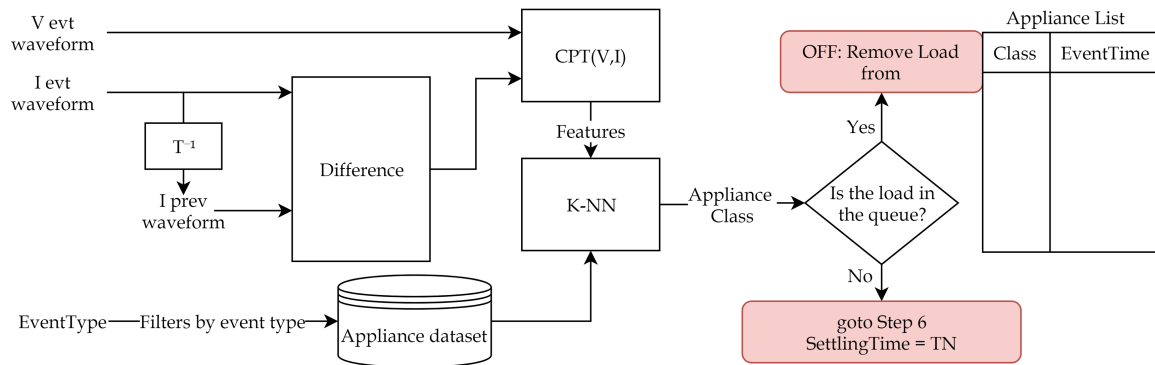 V evt
waveform
I evt
waveform
T⁻¹
I prev
waveform
Difference
CPT(V,I)
Features
K-NN
EventType
Filters by event type
Appliance dataset
Appliance
Class
Is the load in
the queue?
Yes
OFF: Remove Load
from
No
goto Step 6
SettlingTime = TN
Appliance List
Class EventTime